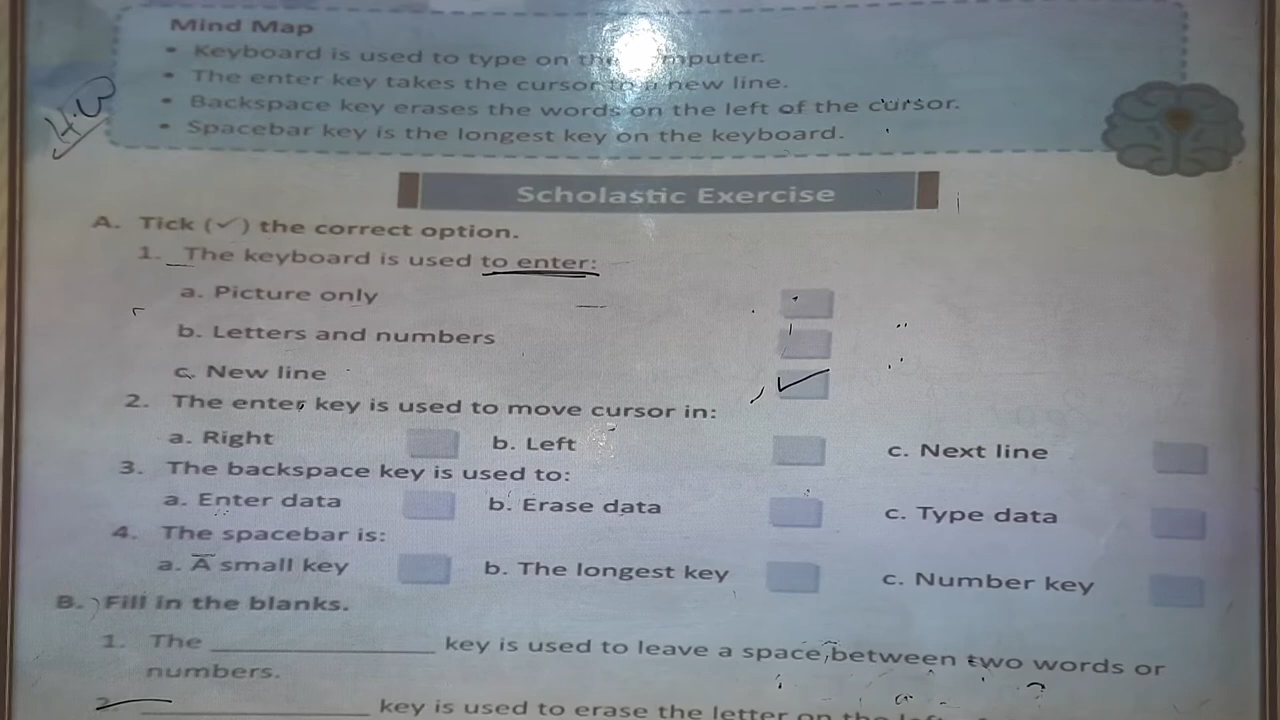 Mind Map
• Keyboard is used to type on the computer.
• The enter key takes the cursor to a new line.
• Backspace key erases the words on the left of the cursor.
• Spacebar key is the longest key on the keyboard.
H.W
Scholastic Exercise
A. Tick (✓) the correct option.
1. The keyboard is used to enter:
a. Picture only
b. Letters and numbers
c. New line ✓
2. The enter key is used to move cursor in:
a. Right b. Left c. Next line
3. The backspace key is used to:
a. Enter data b. Erase data c. Type data
4. The spacebar is:
a. A small key b. The longest key c. Number key
B. Fill in the blanks.
1. The ____________ key is used to leave a space between two words or
numbers.
2. ____________ key is used to erase the letter on the